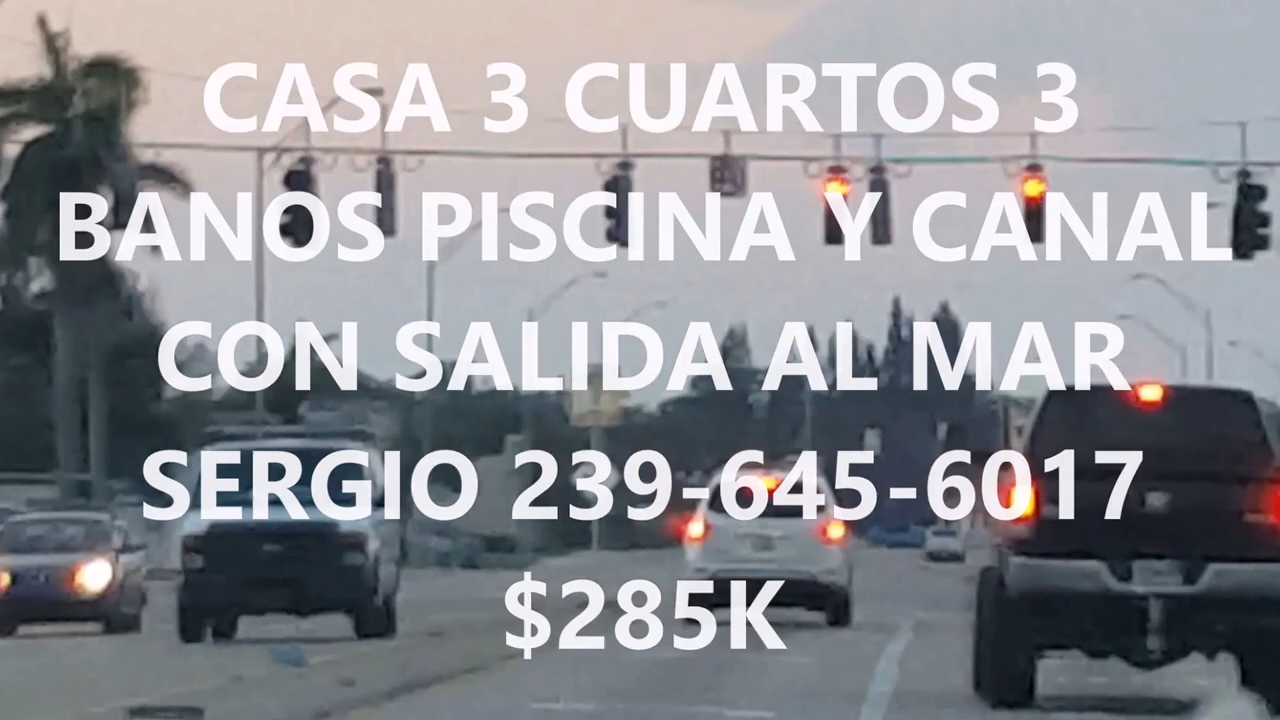 CASA 3 CUARTOS 3
BANOS PISCINA Y CANAL
CON SALIDA AL MAR
SERGIO 239-645-6017
$285K